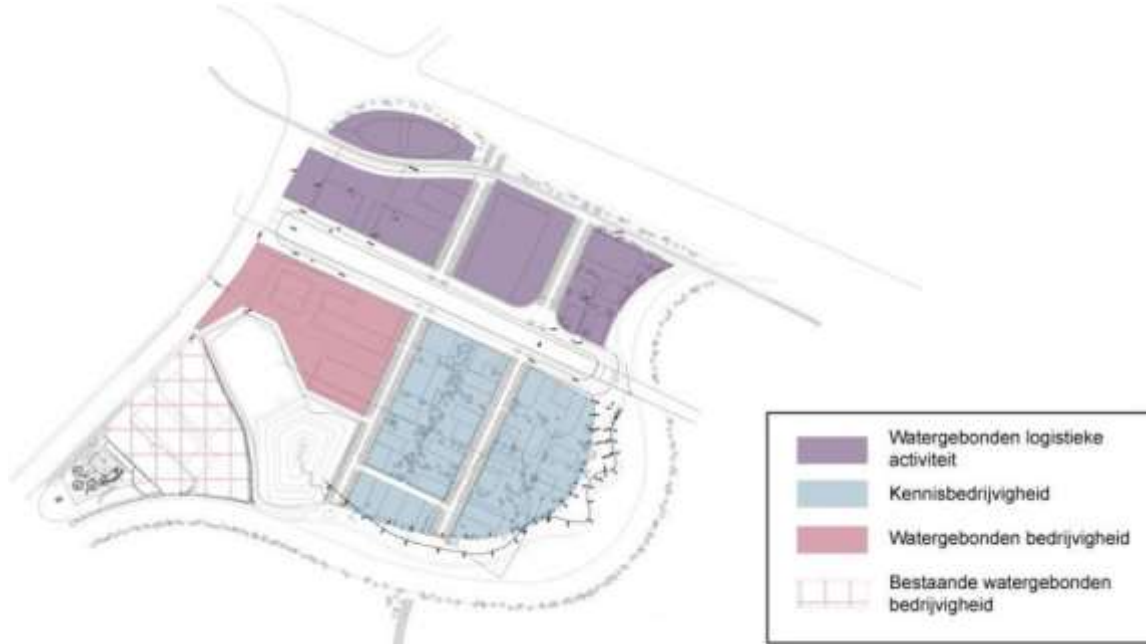 Watergebonden logistieke
activiteit
Kennisbedrijvigheid
Watergebonden bedrijvigheid
Bestaande watergebonden
bedrijvigheid